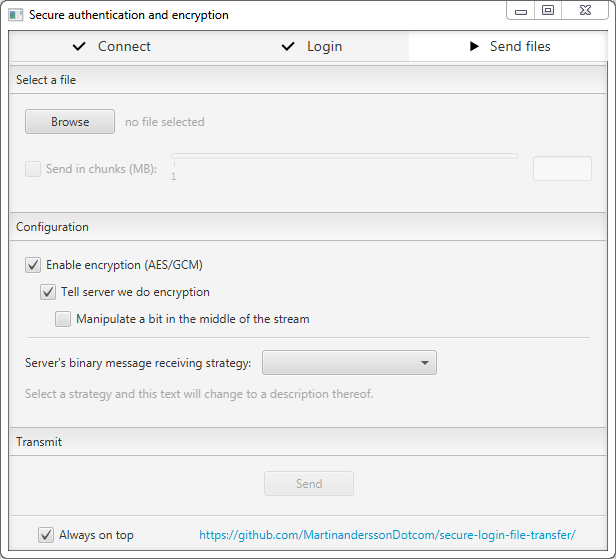 Secure authentication and encryption
Connect Login Send files
Select a file
Browse no file selected
Send in chunks (MB):
1
Configuration
Enable encryption (AES/GCM)
Tell server we do encryption
Manipulate a bit in the middle of the stream
Server's binary message receiving strategy:
Select a strategy and this text will change to a description thereof.
Transmit
Send
Always on top https://github.com/MartinanderssonDotcom/secure-login-file-transfer/